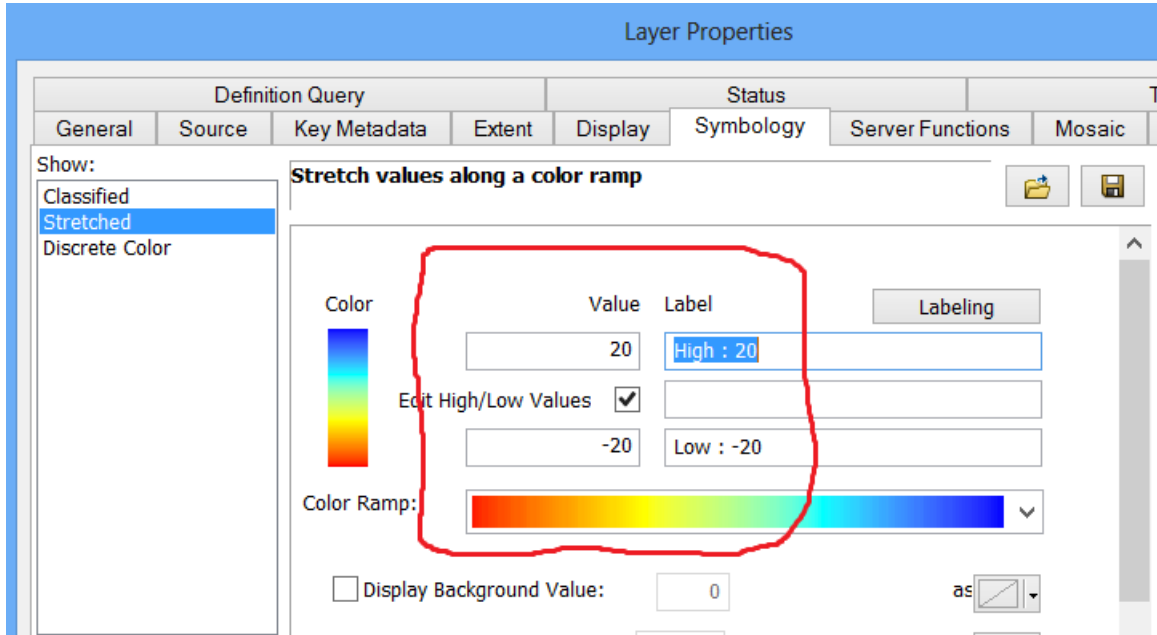 Layer Properties
Definition Query Status T
General Source Key Metadata Extent Display Symbology Server Functions Mosaic
Show:
Classified
Stretched
Discrete Color
Stretch values along a color ramp
Color Value Label Labeling
20 High : 20
Edit High/Low Values
-20 Low : -20
Color Ramp:
Display Background Value: 0 as